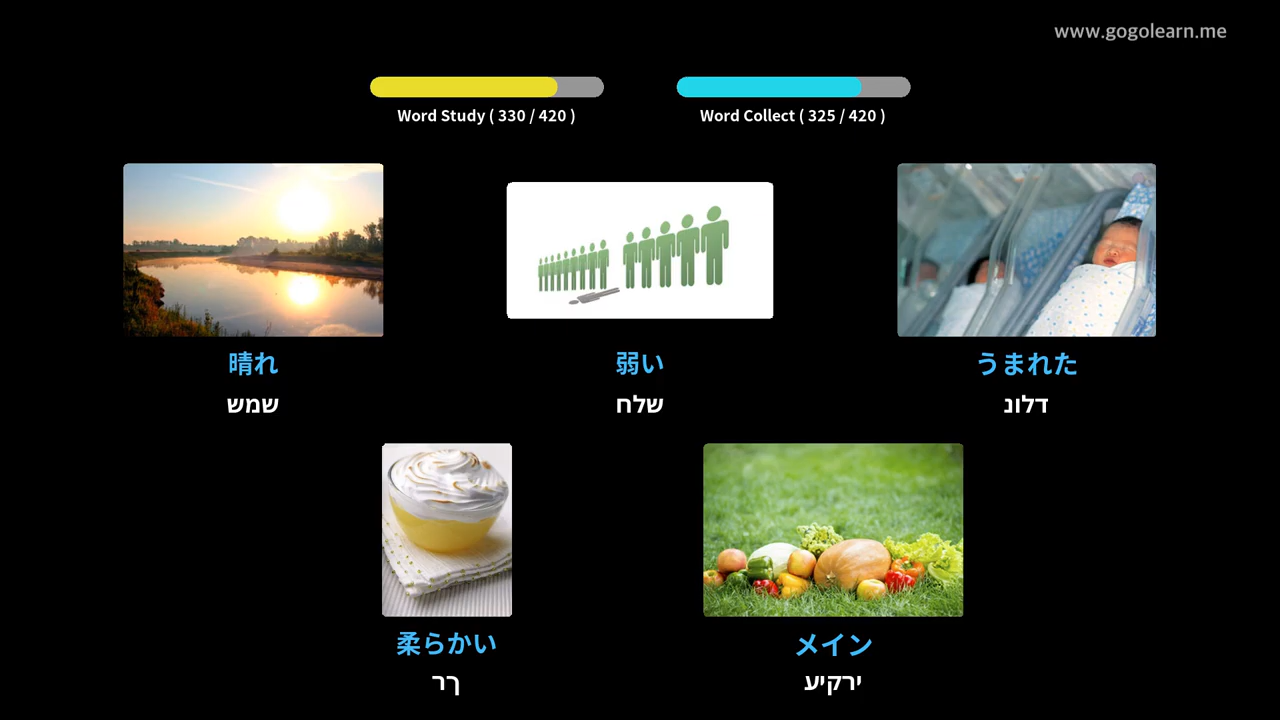 www.gogolearn.me
Word Study ( 330 / 420 )
Word Collect ( 325 / 420 )
晴れ
שמש
弱い
שלח
うまれた
דלונ
柔らかい
ךר
メイン
ירקיע